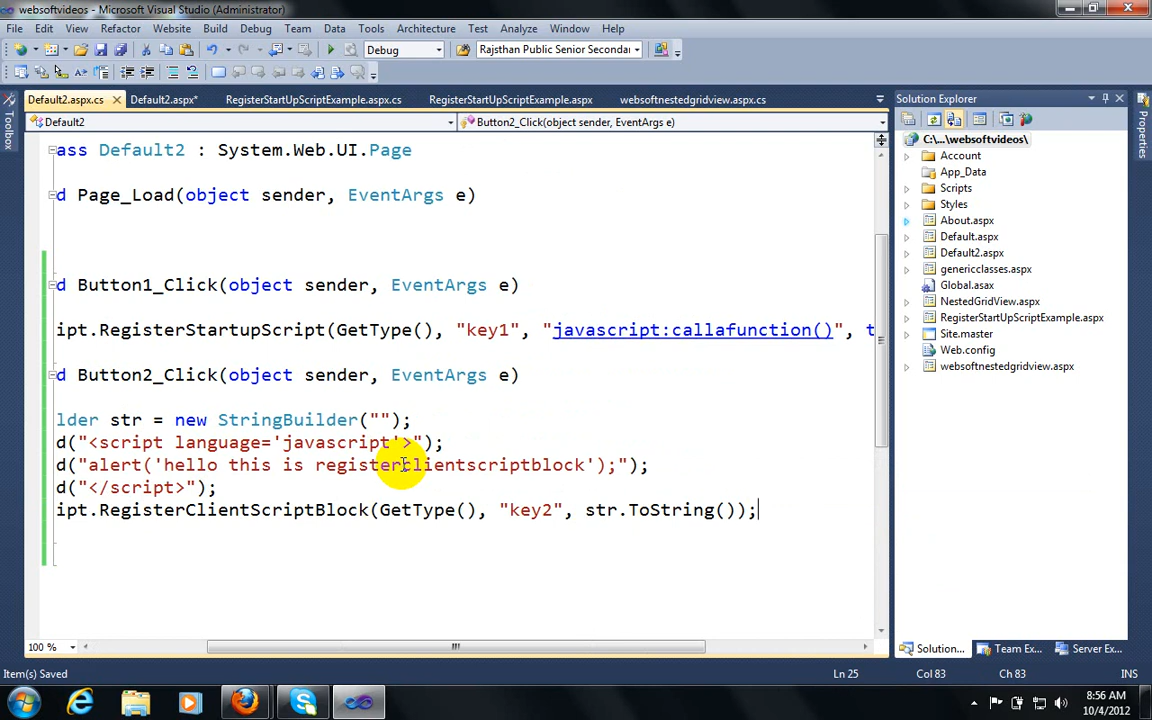 websoftvideos - Microsoft Visual Studio (Administrator)
File Edit View Refactor Website Build Debug Team Data Tools Architecture Test Analyze Window Help
Debug Rajasthan Public Senior Secondar
Default2.aspx.cs Default2.aspx* RegisterStartUpScriptExample.aspx.cs RegisterStartUpScriptExample.aspx websoftnestedgridview.aspx.cs
Default2 Button2_Click(object sender, EventArgs e)
ass Default2 : System.Web.UI.Page
d Page_Load(object sender, EventArgs e)
d Button1_Click(object sender, EventArgs e)
ipt.RegisterStartupScript(GetType(), "key1", "javascript:callafunction()", t
d Button2_Click(object sender, EventArgs e)
lder str = new StringBuilder("");
d("<script language='javascript'>");
d("alert('hello this is registerclientscriptblock');");
d("</script>");
ipt.RegisterClientScriptBlock(GetType(), "key2", str.ToString());
100 %
Toolbox
Solution Explorer
C:\...\websoftvideos\
Account
App_Data
Scripts
Styles
About.aspx
Default.aspx
Default2.aspx
genericclasses.aspx
Global.asax
NestedGridView.aspx
RegisterStartUpScriptExample.aspx
Site.master
Web.config
websoftnestedgridview.aspx
Solution... Team Ex... Server Ex...
Properties
Item(s) Saved Ln 25 Col 83 Ch 83 INS
8:56 AM
10/4/2012